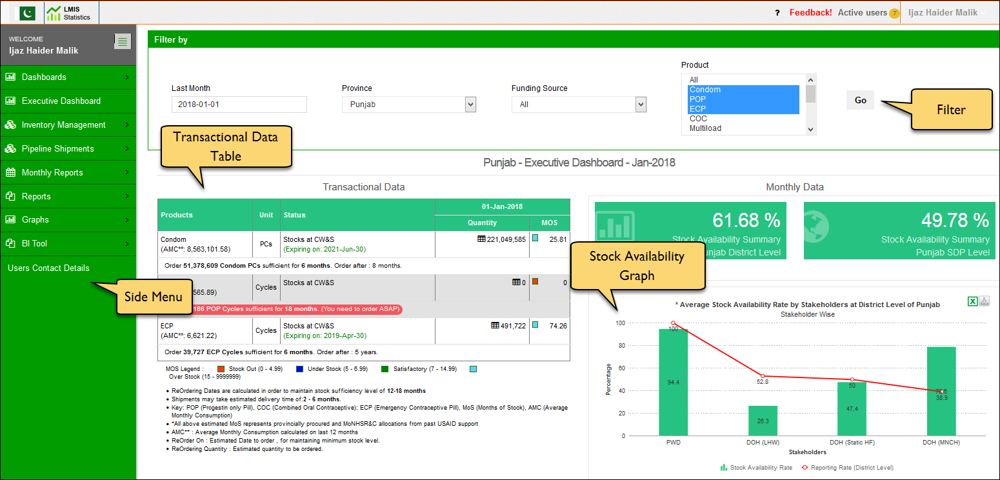 LMIS
Statistics
? Feedback! Active users 7 Ijaz Haider Malik
WELCOME
Ijaz Haider Malik
Dashboards
Executive Dashboard
Inventory Management
Pipeline Shipments
Monthly Reports
Reports
Graphs
BI Tool
Users Contact Details
Side Menu
Filter by
Last Month
2018-01-01
Province
Punjab
Funding Source
All
Product
All
Condom
POP
ECP
COC
Multiload
Go
Filter
Transactional Data
Table
Punjab - Executive Dashboard - Jan-2018
Transactional Data
Products Unit Status 01-Jan-2018
Quantity MOS
Condom
(AMC**: 8,563,101.58) PCs Stocks at CW&S
(Expiring on: 2021-Jun-30) 221,049,585 25.81
Order 51,378,609 Condom PCs sufficient for 6 months. Order after : 8 months.
565.89) Cycles Stocks at CW&S 0 0
186 POP Cycles sufficient for 18 months. (You need to order ASAP)
ECP
(AMC**: 6,621.22) Cycles Stocks at CW&S
(Expiring on: 2019-Apr-30) 491,722 74.26
Order 39,727 ECP Cycles sufficient for 6 months. Order after : 5 years.
MOS Legend : Stock Out (0 - 4.99) Under Stock (5 - 6.99) Satisfactory (7 - 14.99)
Over Stock (15 - 9999999)
• ReOrdering Dates are calculated in order to maintain stock sufficiency level of 12-18 months
• Shipments may take estimated delivery time of:2 - 6 months.
• Key: POP (Progestin only Pill), COC (Combined Oral Contraceptive); ECP (Emergency Contraceptive Pill), MoS (Months of Stock), AMC (Average
Monthly Consumption)
• *All above estimated MoS represents provincially procured and MoNHSR&C allocations from past USAID support
• AMC** : Average Monthly Consumption calculated on last 12 months
• ReOrder On : Estimated Date to order , for maintaining minimum stock level.
• ReOrdering Quantity : Estimated quantity to be ordered.
Monthly Data
61.68 %
Stock Availability Summary
unjab District Level
49.78 %
Stock Availability Summary
Punjab SDP Level
Stock Availability
Graph
* Average Stock Availability Rate by Stakeholders at District Level of Punjab
Stakeholder Wise
Percentage
100
80
60
40
20
0
100
94.4
52.8
26.3
50
47.4
38.9
PWD DOH (LHW) DOH (Static HF) DOH (MNCH)
Stakeholders
Stock Availability Rate Reporting Rate (District Level)